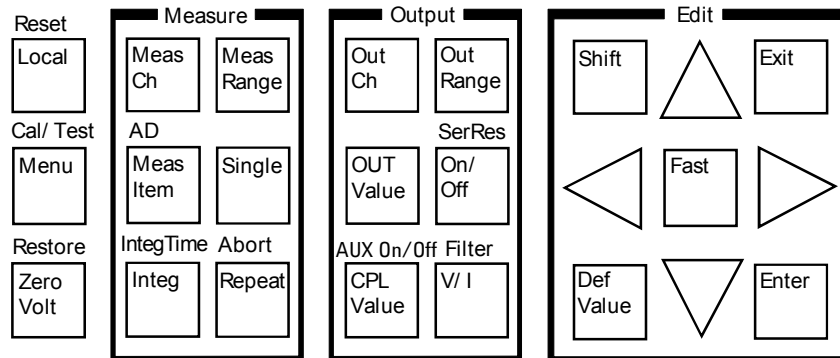 Measure
Output
Edit
Reset
Local
Meas
Ch
Meas
Range
Out
Ch
Out
Range
Shift
Exit
Cal/ Test
AD
SerRes
Menu
Meas
Item
Single
OUT
Value
On/
Off
Fast
Restore
IntegTime
Abort
AUX On/Off
Filter
Zero
Volt
Integ
Repeat
CPL
Value
V/ I
Def
Value
Enter